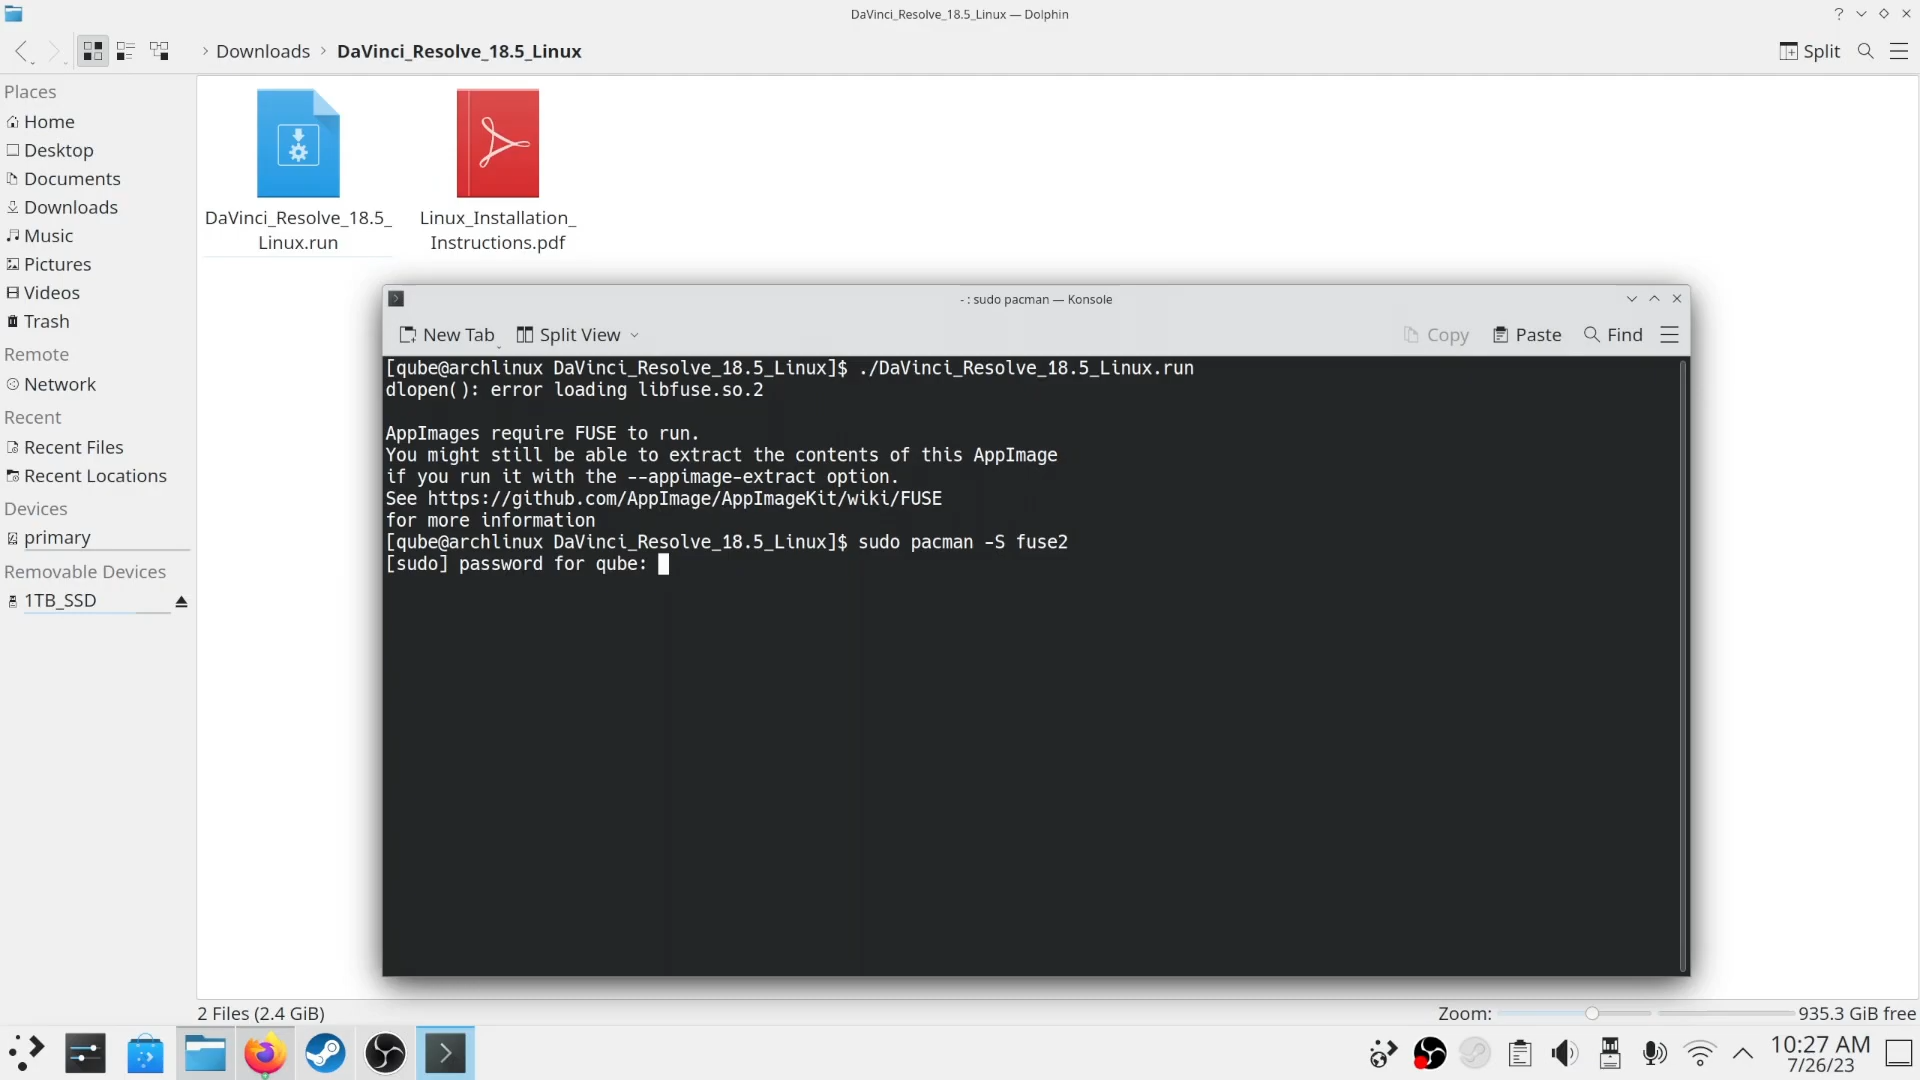 DaVinci_Resolve_18.5_Linux — Dolphin
Downloads
DaVinci_Resolve_18.5_Linux
Split
Places
Home
Desktop
Documents
Downloads
Music
Pictures
Videos
Trash
Remote
Network
Recent
Recent Files
Recent Locations
Devices
primary
Removable Devices
1TB_SSD
DaVinci_Resolve_18.5_
Linux.run
Linux_Installation_
Instructions.pdf
- : sudo pacman — Konsole
New Tab
Split View
Copy
Paste
Find
[qube@archlinux DaVinci_Resolve_18.5_Linux]$ ./DaVinci_Resolve_18.5_Linux.run
dlopen(): error loading libfuse.so.2
AppImages require FUSE to run.
You might still be able to extract the contents of this AppImage
if you run it with the --appimage-extract option.
See https://github.com/AppImage/AppImageKit/wiki/FUSE
for more information
[qube@archlinux DaVinci_Resolve_18.5_Linux]$ sudo pacman -S fuse2
[sudo] password for qube:
2 Files (2.4 GiB)
Zoom:
935.3 GiB free
10:27 AM
7/26/23